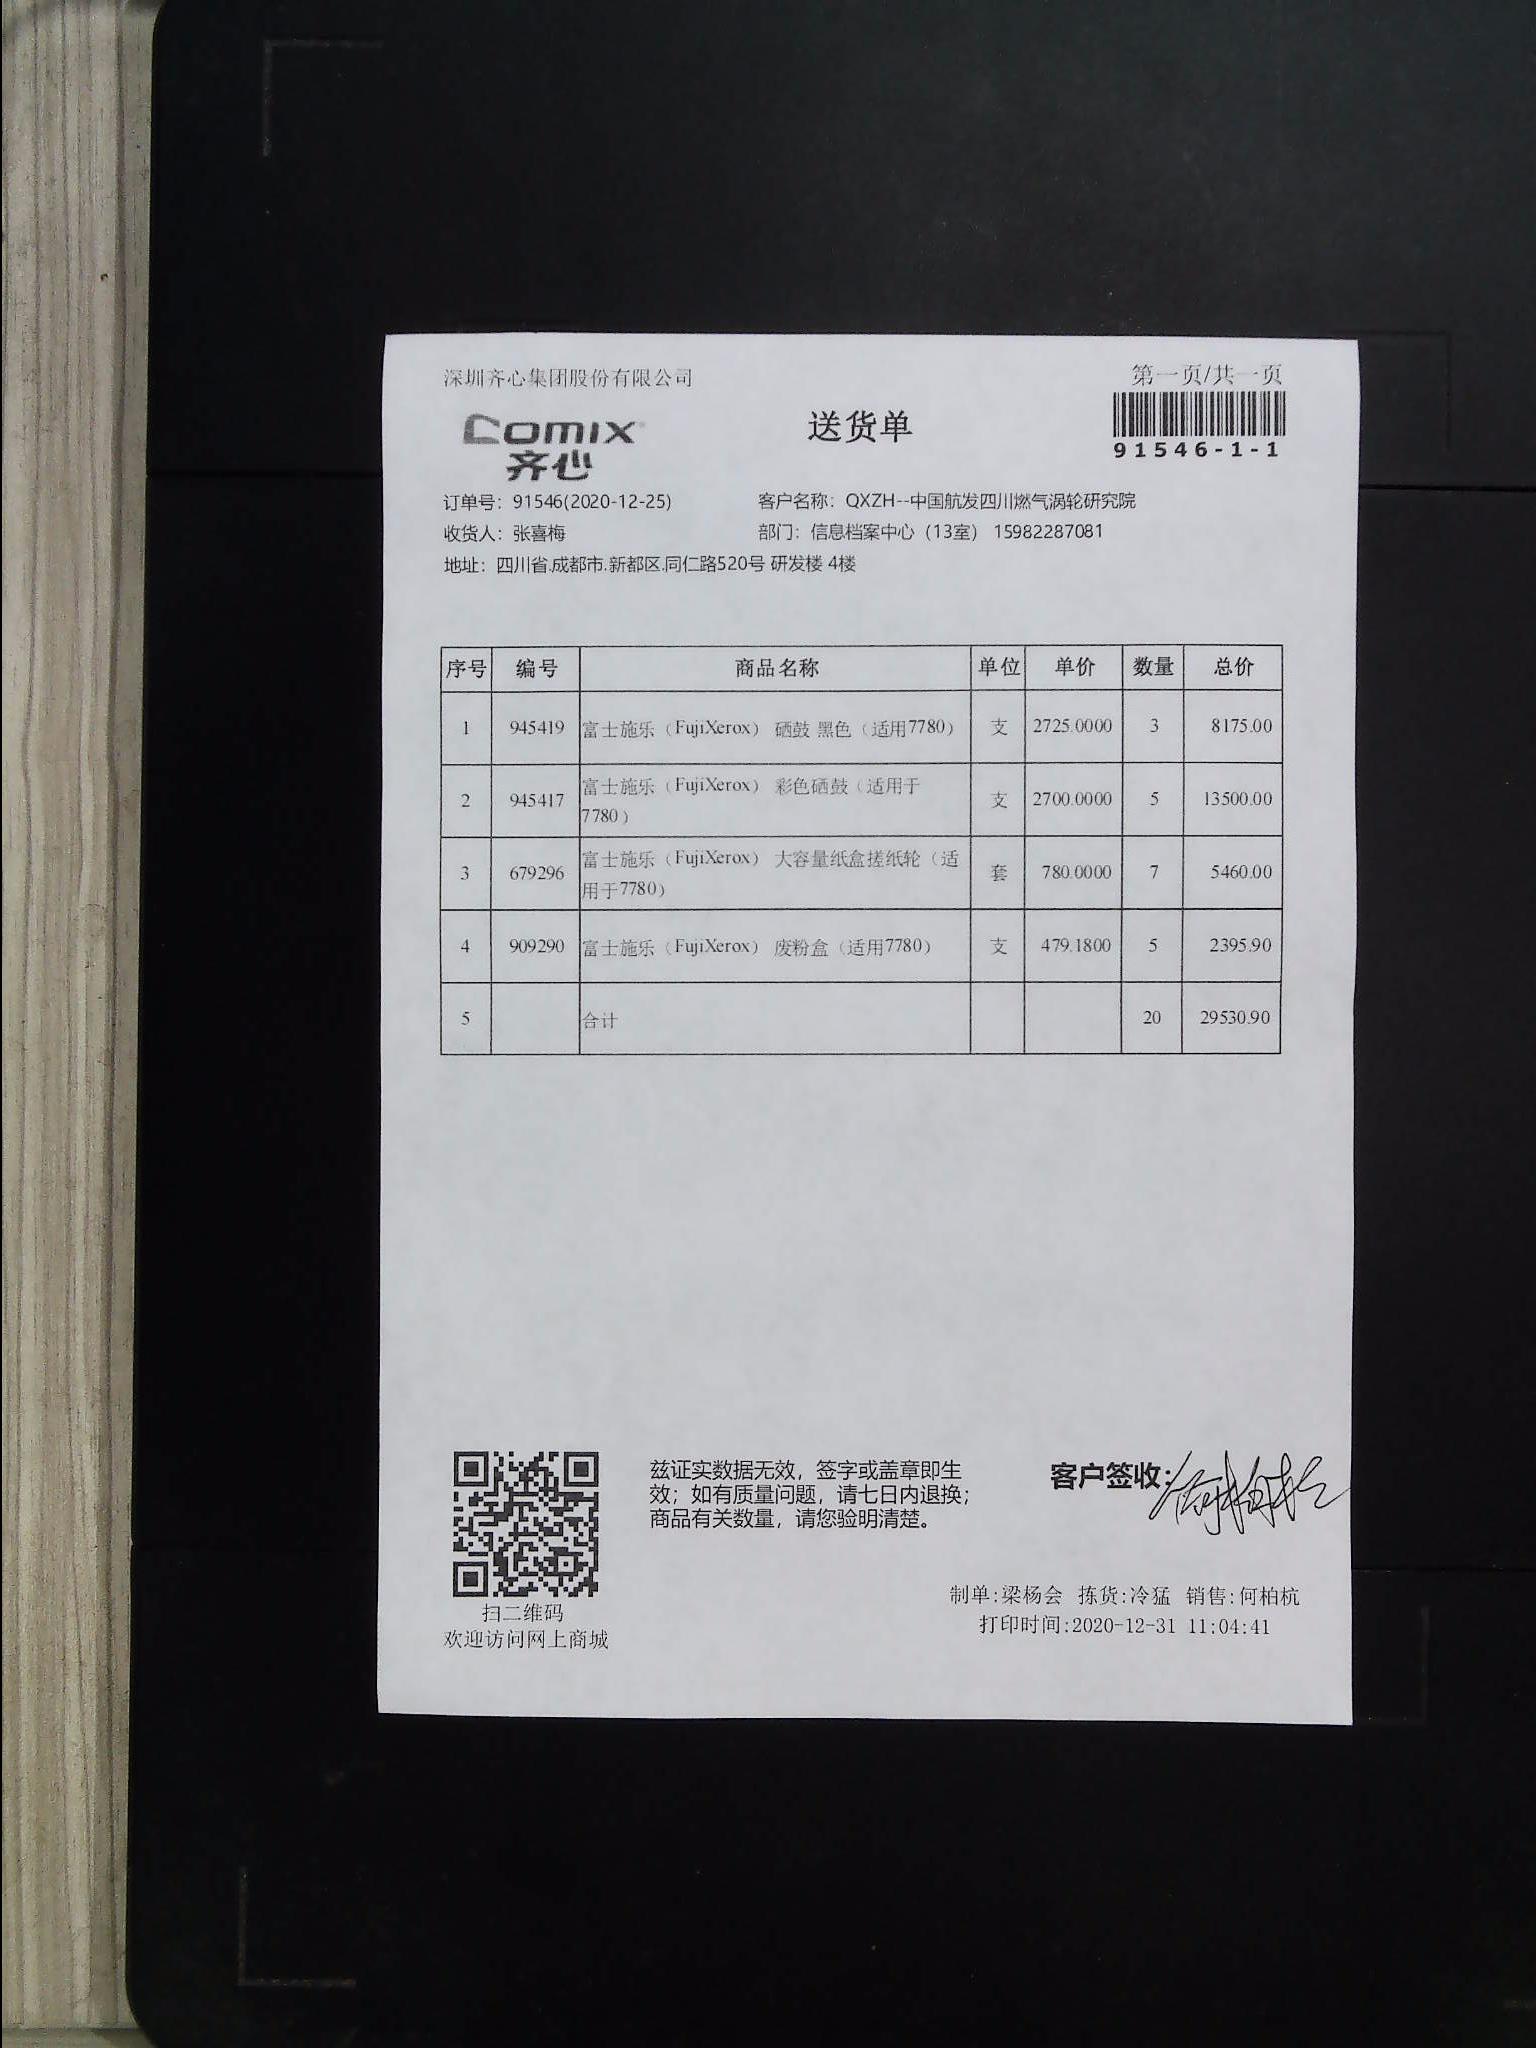 深圳齐心集团股份有限公司
第一页/共一页
comix
齐心
送货单
91546-1-1
订单号：91546(2020-12-25) 客户名称：QXZH--中国航发四川燃气涡轮研究院
收货人：张喜梅 部门：信息档案中心（13室） 15982287081
地址：四川省.成都市.新都区.同仁路520号 研发楼 4楼
序号 编号 商品名称 单位 单价 数量 总价
1 945419 富士施乐（FujiXerox） 硒鼓 黑色（适用7780） 支 2725.0000 3 8175.00
2 945417 富士施乐（FujiXerox） 彩色硒鼓（适用于
7780） 支 2700.0000 5 13500.00
3 679296 富士施乐（FujiXerox） 大容量纸盒搓纸轮（适
用于7780） 套 780.0000 7 5460.00
4 909290 富士施乐（FujiXerox） 废粉盒（适用7780） 支 479.1800 5 2395.90
5 合计 20 29530.90
兹证实数据无效，签字或盖章即生
效；如有质量问题，请七日内退换；
商品有关数量，请您验明清楚。
客户签收：何柏杭
扫二维码
欢迎访问网上商城
制单:梁杨会 拣货:冷猛 销售:何柏杭
打印时间:2020-12-31 11:04:41